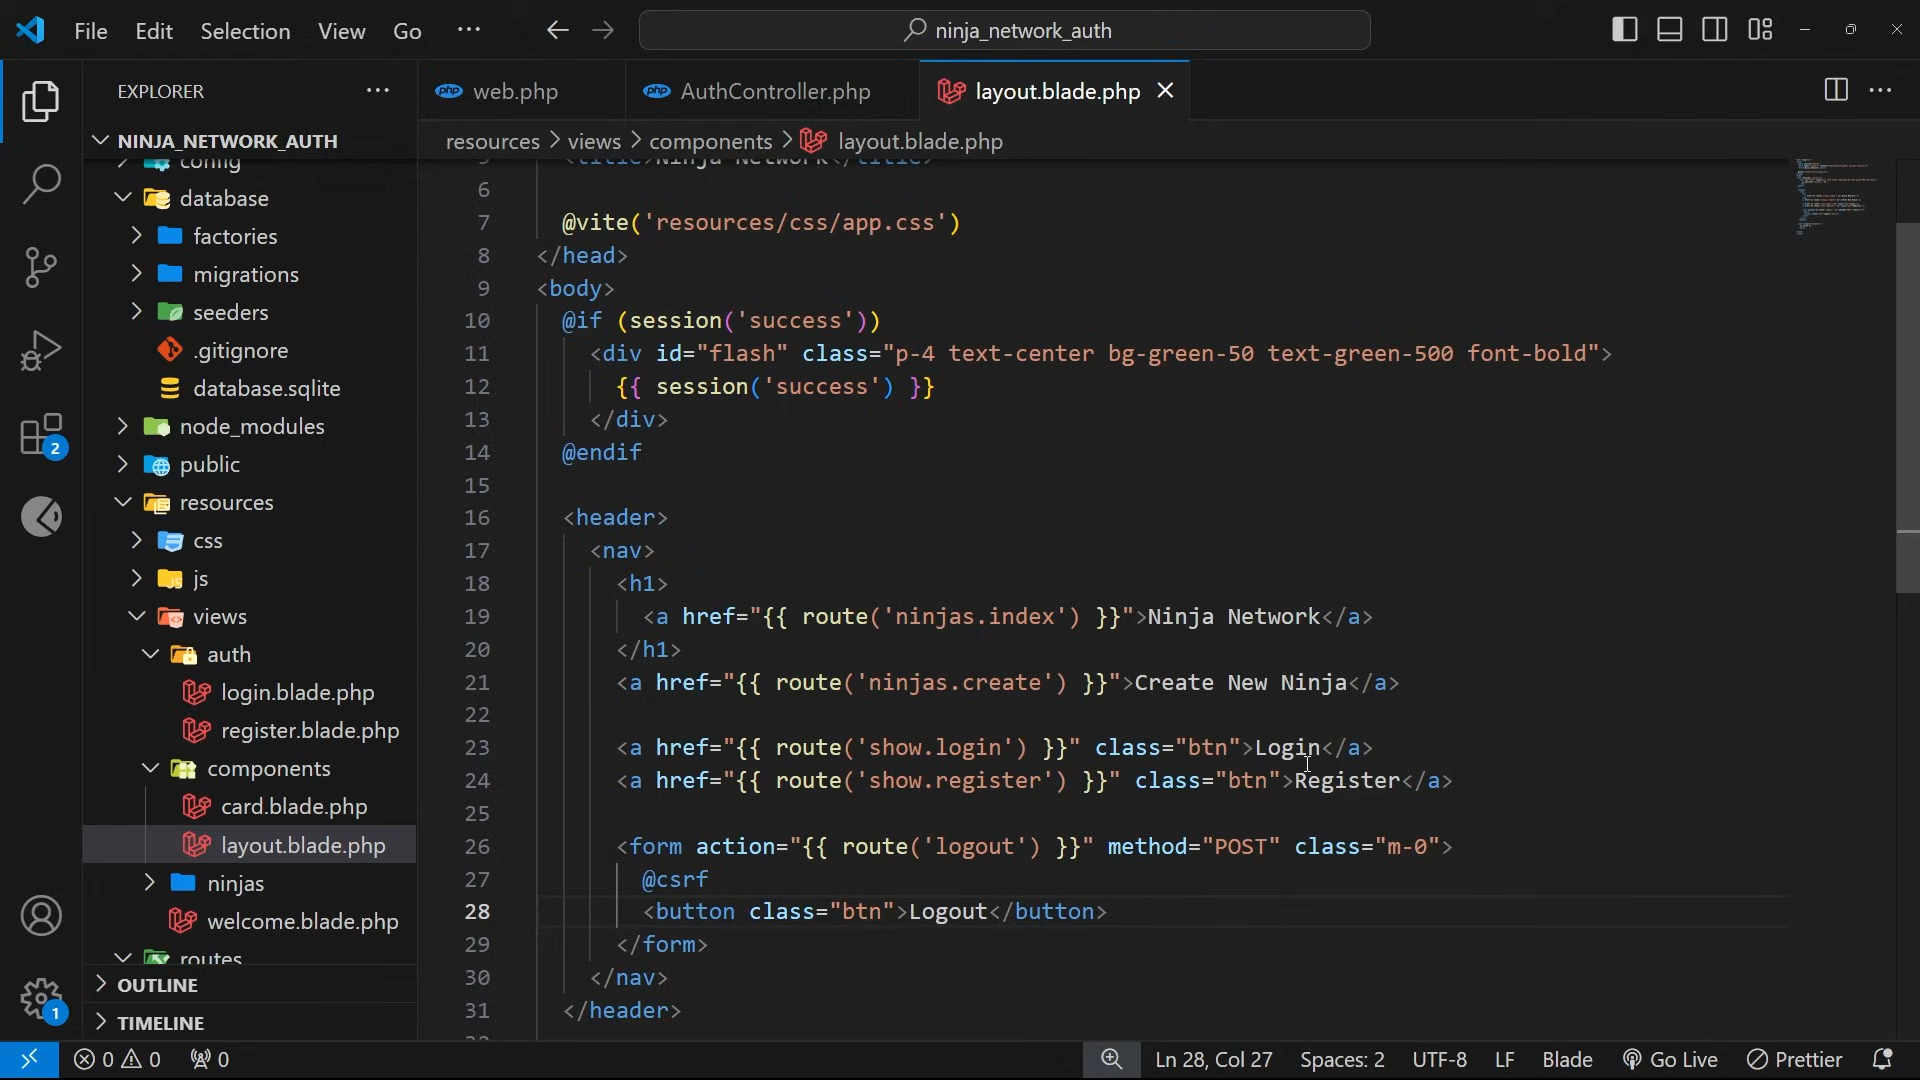 File Edit Selection View Go ··· ninja_network_auth
EXPLORER ···
web.php AuthController.php layout.blade.php
NINJA_NETWORK_AUTH
resources > views > components > layout.blade.php
config
database
factories
migrations
seeders
.gitignore
database.sqlite
node_modules
public
resources
css
js
views
auth
login.blade.php
register.blade.php
components
card.blade.php
layout.blade.php
ninjas
welcome.blade.php
routes
OUTLINE
TIMELINE
5 <title>Ninja Network</title>
6
7 @vite('resources/css/app.css')
8 </head>
9 <body>
10 @if (session('success'))
11 <div id="flash" class="p-4 text-center bg-green-50 text-green-500 font-bold">
12 {{ session('success') }}
13 </div>
14 @endif
15
16 <header>
17 <nav>
18 <h1>
19 <a href="{{ route('ninjas.index') }}">Ninja Network</a>
20 </h1>
21 <a href="{{ route('ninjas.create') }}">Create New Ninja</a>
22
23 <a href="{{ route('show.login') }}" class="btn">Login</a>
24 <a href="{{ route('show.register') }}" class="btn">Register</a>
25
26 <form action="{{ route('logout') }}" method="POST" class="m-0">
27 @csrf
28 <button class="btn">Logout</button>
29 </form>
30 </nav>
31 </header>
2
1
0 0 0 Ln 28, Col 27 Spaces: 2 UTF-8 LF Blade Go Live Prettier